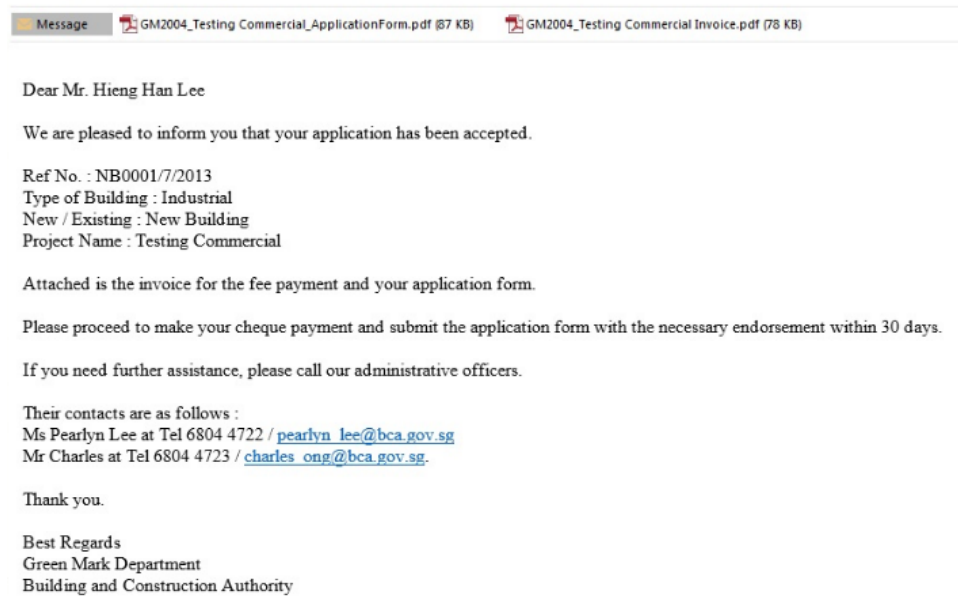 Message GM2004_Testing Commercial_ApplicationForm.pdf (87 KB) GM2004_Testing Commercial Invoice.pdf (78 KB)
Dear Mr. Hieng Han Lee
We are pleased to inform you that your application has been accepted.
Ref No. : NB0001/7/2013
Type of Building : Industrial
New / Existing : New Building
Project Name : Testing Commercial
Attached is the invoice for the fee payment and your application form.
Please proceed to make your cheque payment and submit the application form with the necessary endorsement within 30 days.
If you need further assistance, please call our administrative officers.
Their contacts are as follows :
Ms Pearlyn Lee at Tel 6804 4722 / pearlyn_lee@bca.gov.sg
Mr Charles at Tel 6804 4723 / charles_ong@bca.gov.sg.
Thank you.
Best Regards
Green Mark Department
Building and Construction Authority